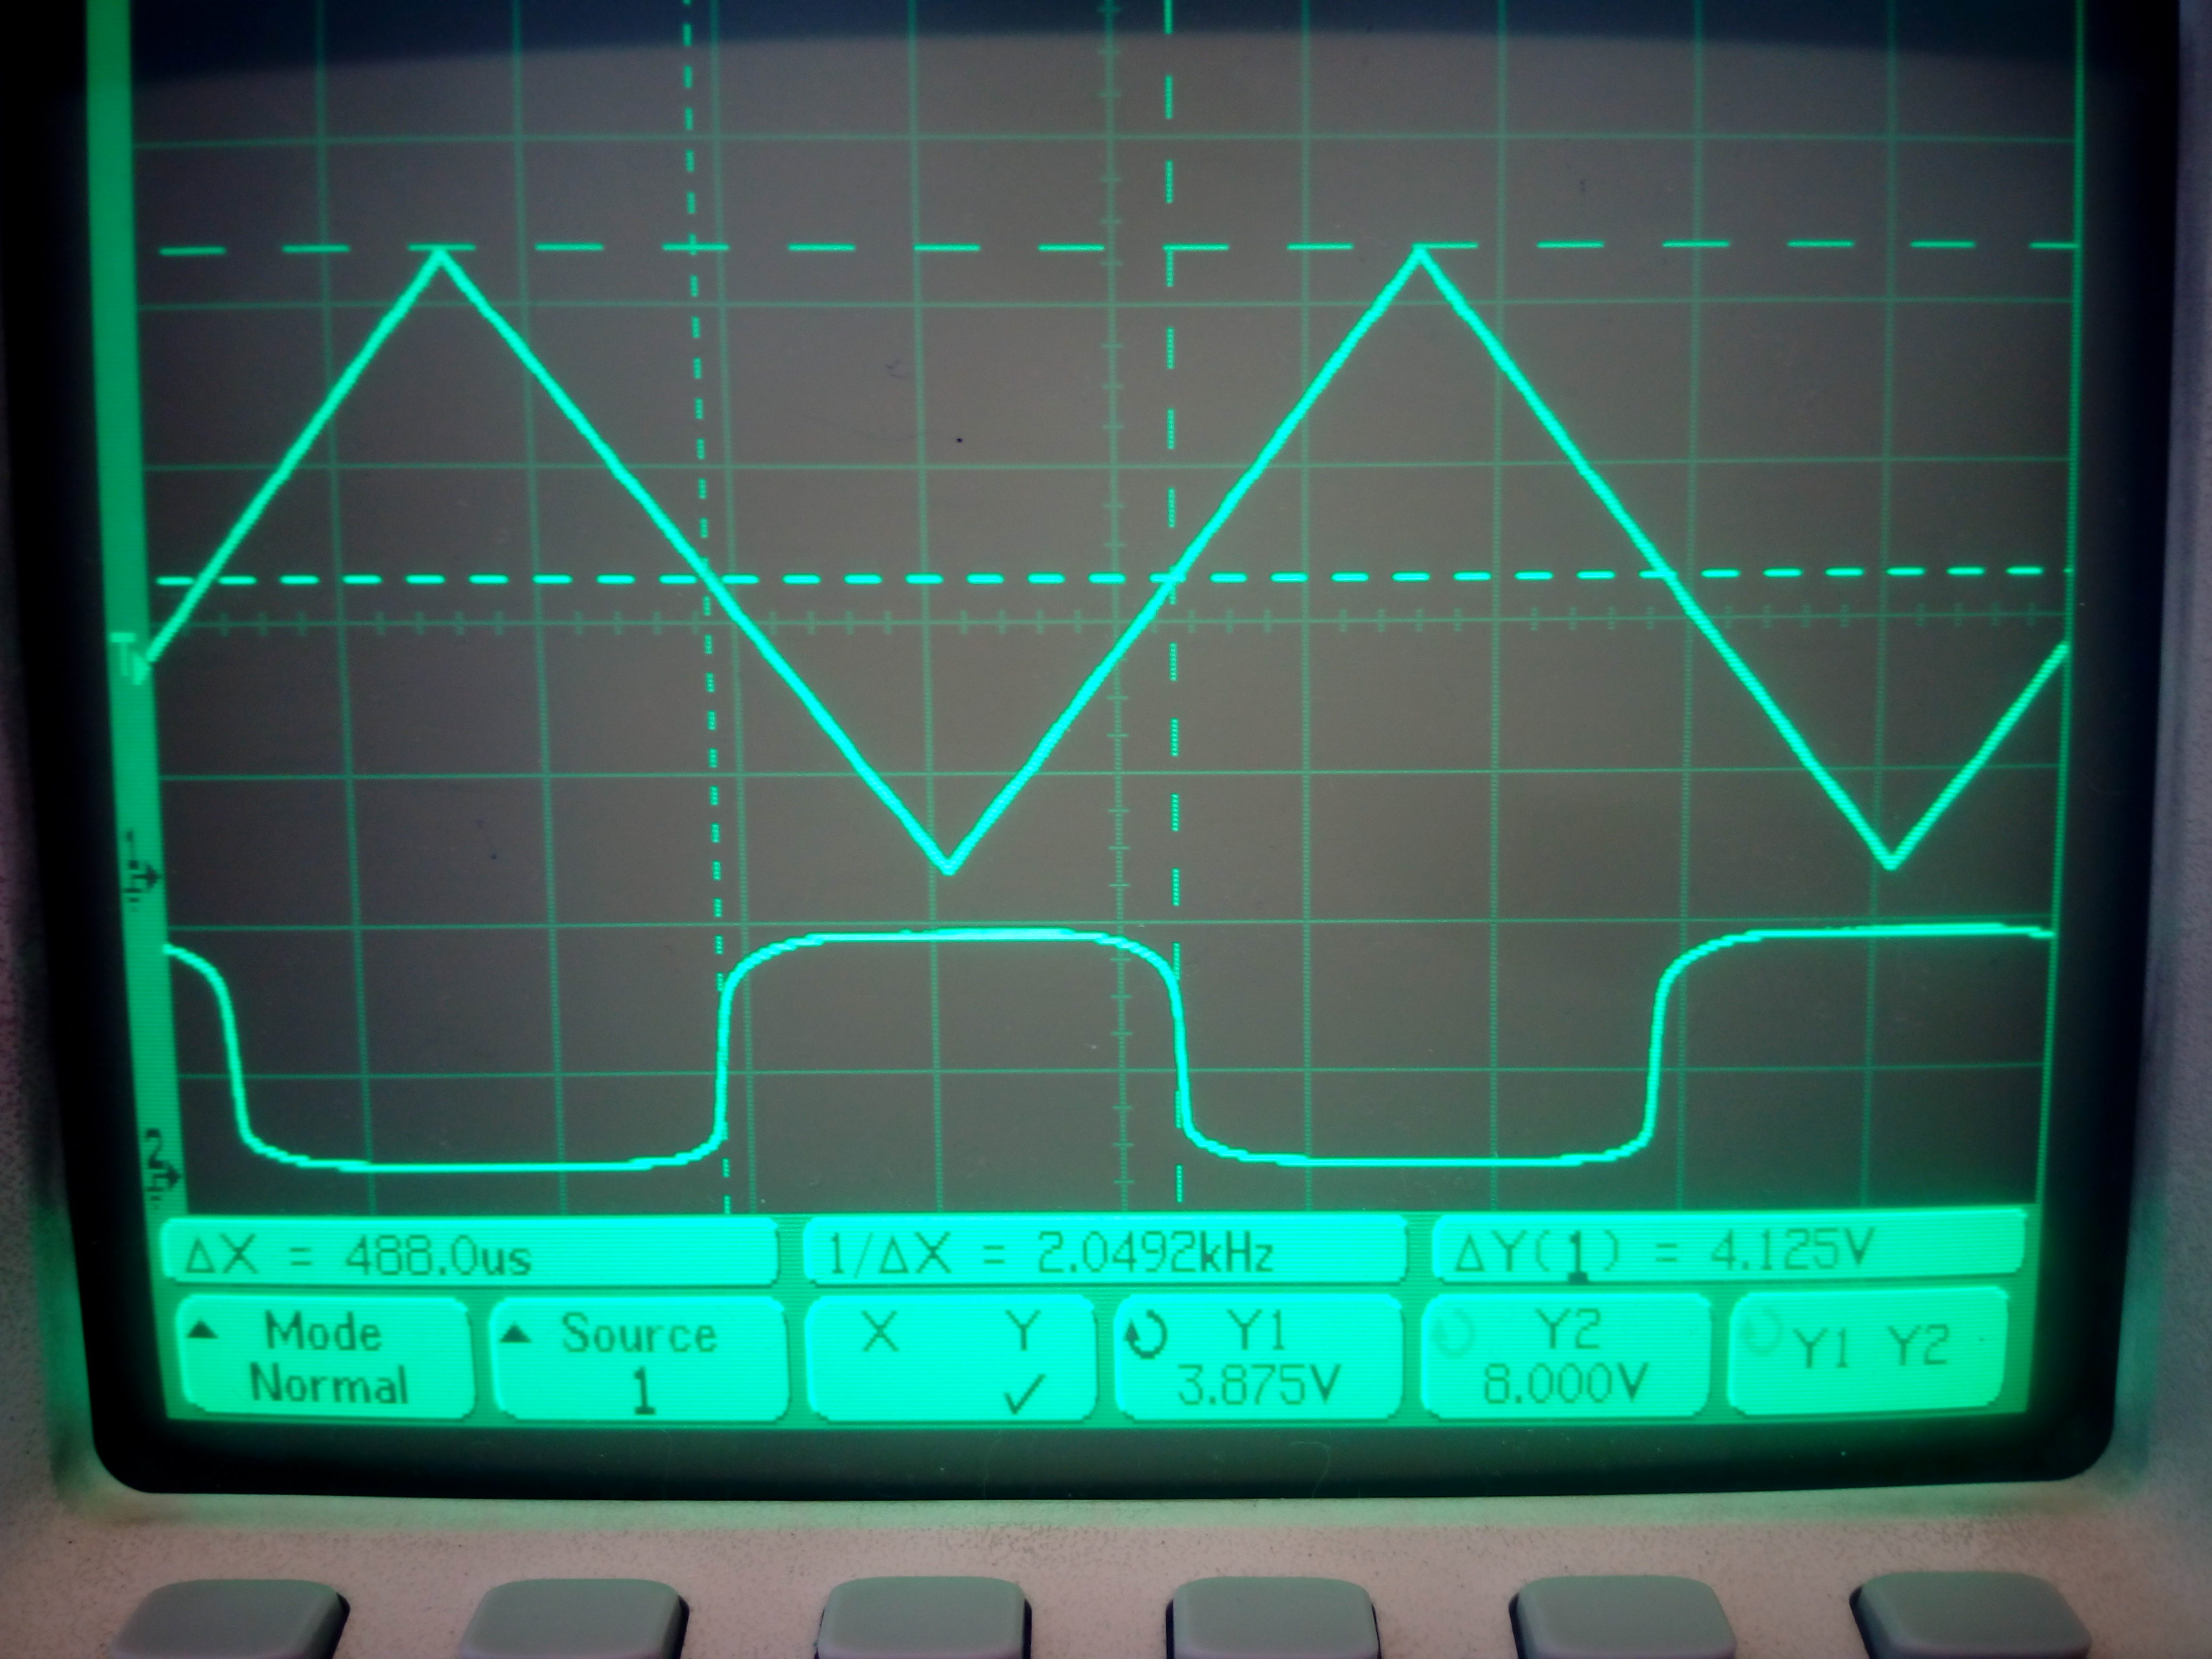 T
1
2
ΔX = 488.0us
1/ΔX = 2.0492kHz
ΔY(1) = 4.125V
Mode
Normal
Source
1
X Y
✓
Y1
3.875V
Y2
8.000V
Y1 Y2